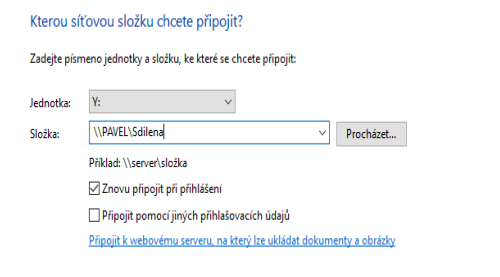 Kterou síťovou složku chcete připojit?
Zadejte písmeno jednotky a složku, ke které se chcete připojit:
Jednotka: Y:
Složka: \\PAVEL\Sdilena Procházet...
Příklad: \\server\složka
Znovu připojit při přihlášení
Připojit pomocí jiných přihlašovacích údajů
Připojit k webovému serveru, na který lze ukládat dokumenty a obrázky